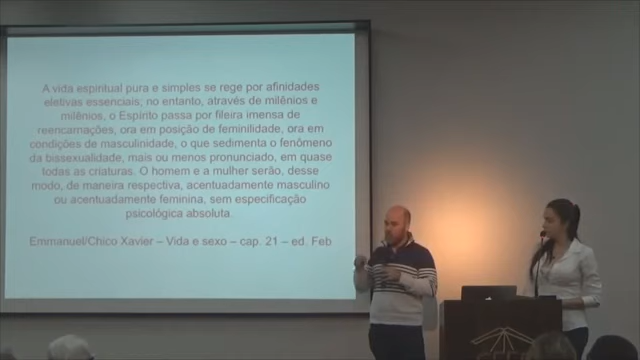 A vida espiritual pura e simples se rege por afinidades
eletivas essenciais; no entanto, através de milênios e
milênios, o Espírito passa por fileira imensa de
reencarnações, ora em posição de feminilidade, ora em
condições de masculinidade, o que sedimenta o fenômeno
da bissexualidade, mais ou menos pronunciado, em quase
todas as criaturas. O homem e a mulher serão, desse
modo, de maneira respectiva, acentuadamente masculino
ou acentuadamente feminina, sem especificação
psicológica absoluta.
Emmanuel/Chico Xavier – Vida e sexo – cap. 21 – ed. Feb